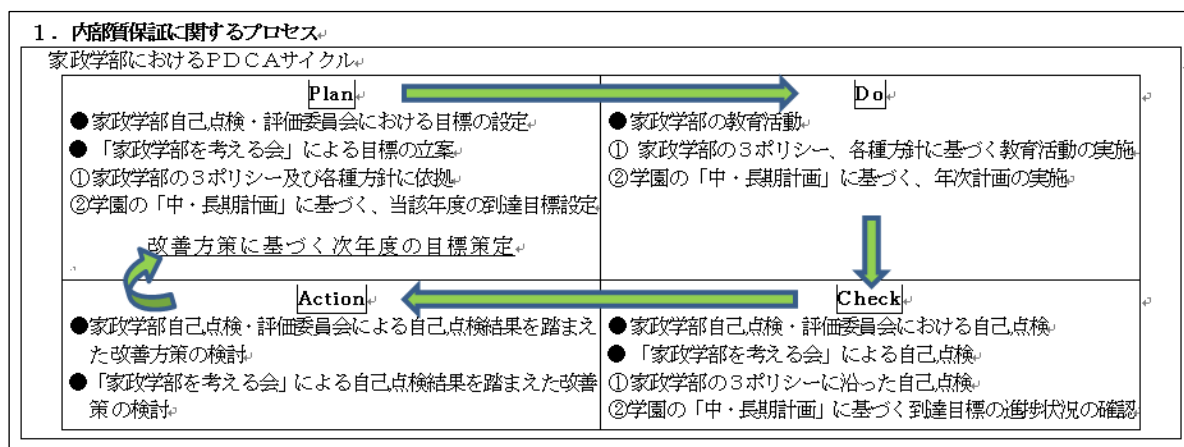 １．内部質保証に関するプロセス
家政学部におけるＰＤＣＡサイクル
Plan
●家政学部自己点検・評価委員会における目標の設定
●「家政学部を考える会」による目標の立案
①家政学部の３ポリシー及び各種方針に依拠
②学園の「中・長期計画」に基づく、当該年度の到達目標設定
改善方策に基づく次年度の目標策定
Do
●家政学部の教育活動
① 家政学部の３ポリシー、各種方針に基づく教育活動の実施
②学園の「中・長期計画」に基づく、年次計画の実施
Action
●家政学部自己点検・評価委員会による自己点検結果を踏まえ
た改善方策の検討
●「家政学部を考える会」による自己点検結果を踏まえた改善
策の検討
Check
●家政学部自己点検・評価委員会における自己点検
●「家政学部を考える会」による自己点検
①家政学部の３ポリシーに沿った自己点検
②学園の「中・長期計画」に基づく到達目標の進捗状況の確認